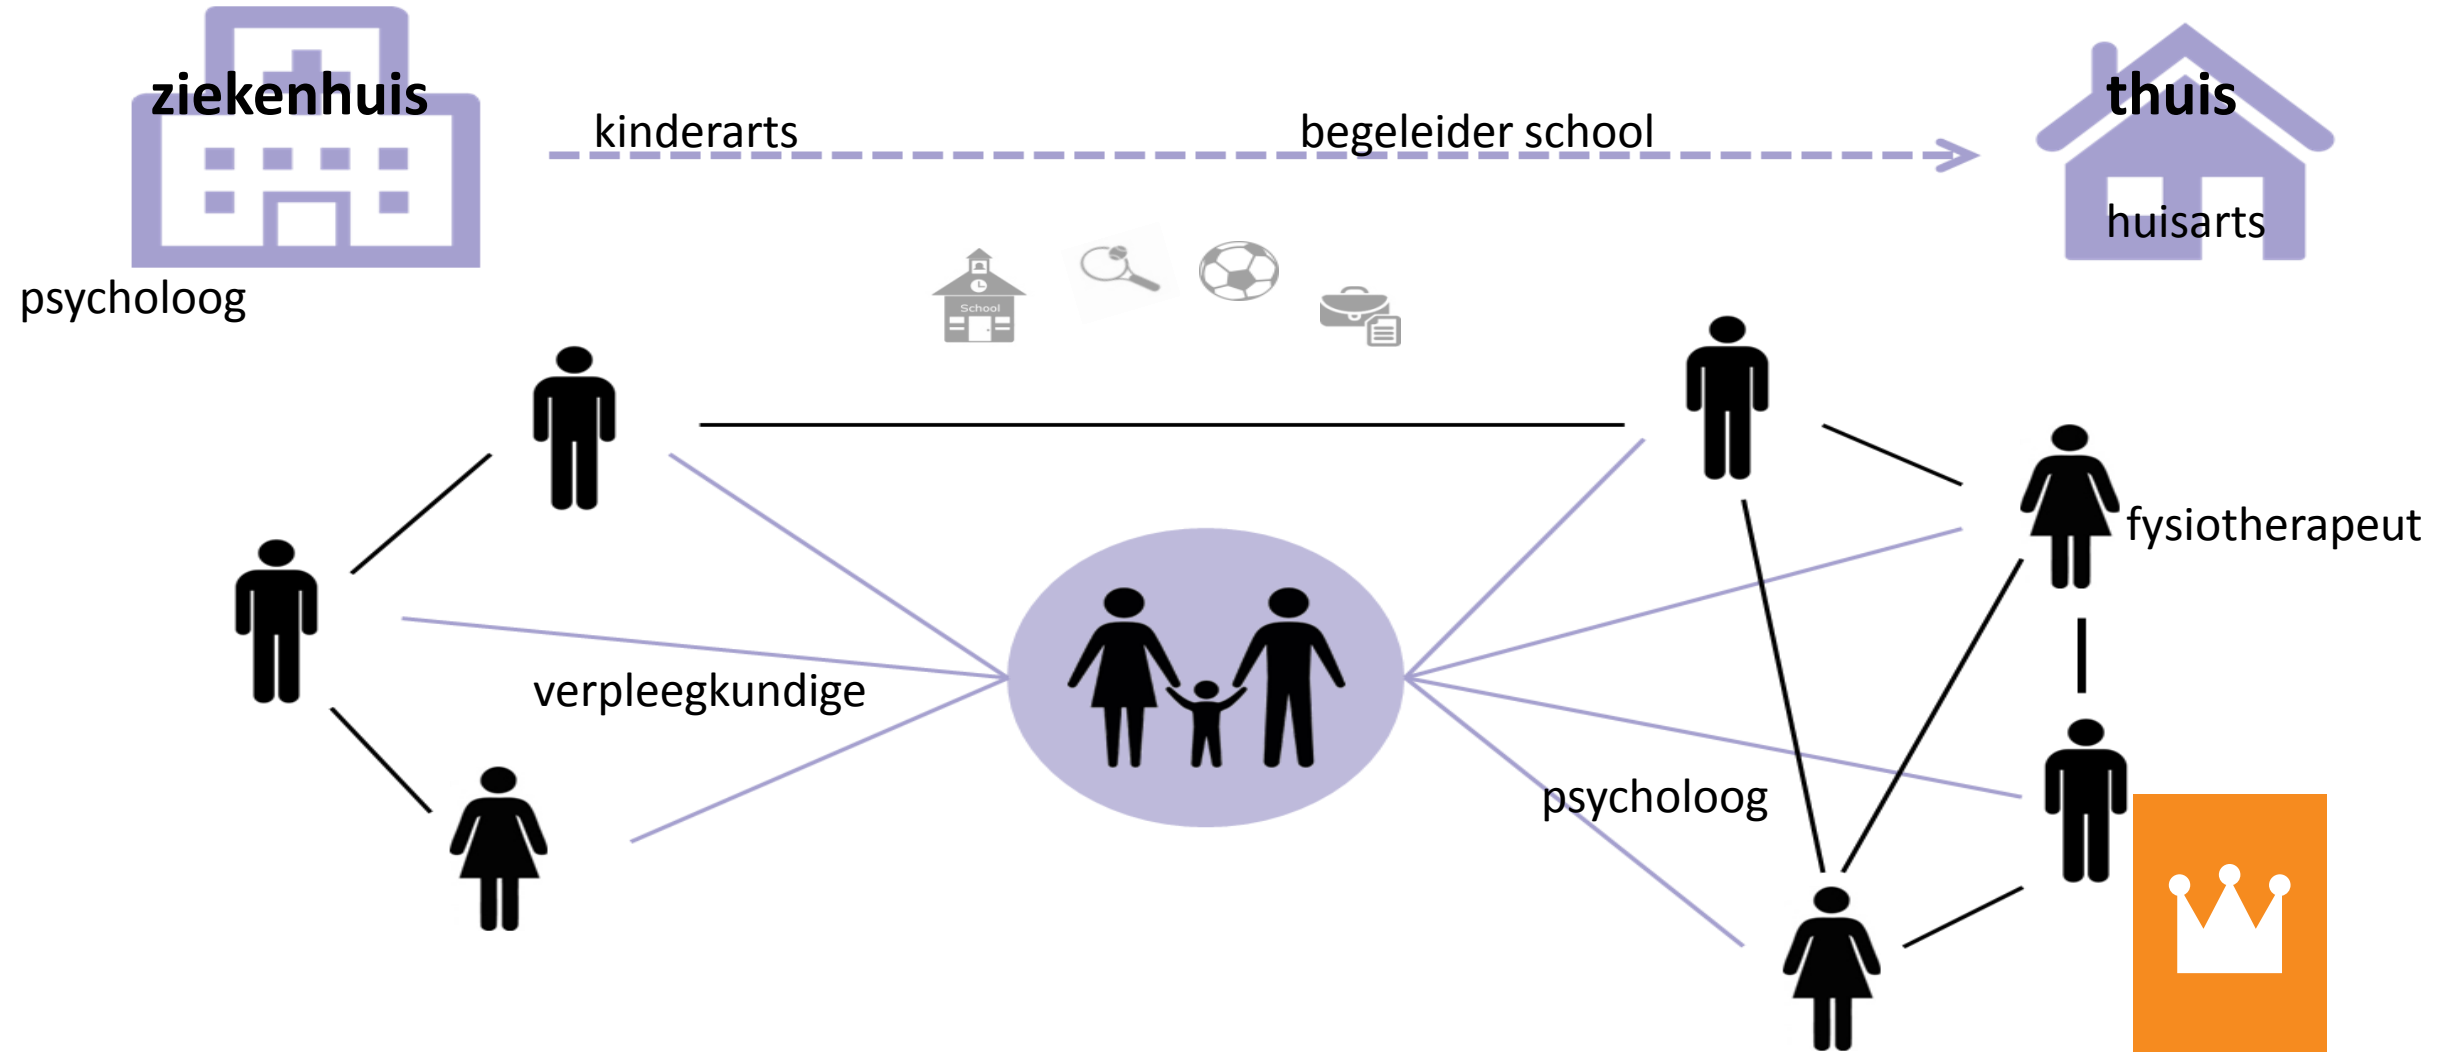 ziekenhuis
thuis
kinderarts
begeleider school
huisarts
psycholoog
School
fysiotherapeut
verpleegkundige
psycholoog